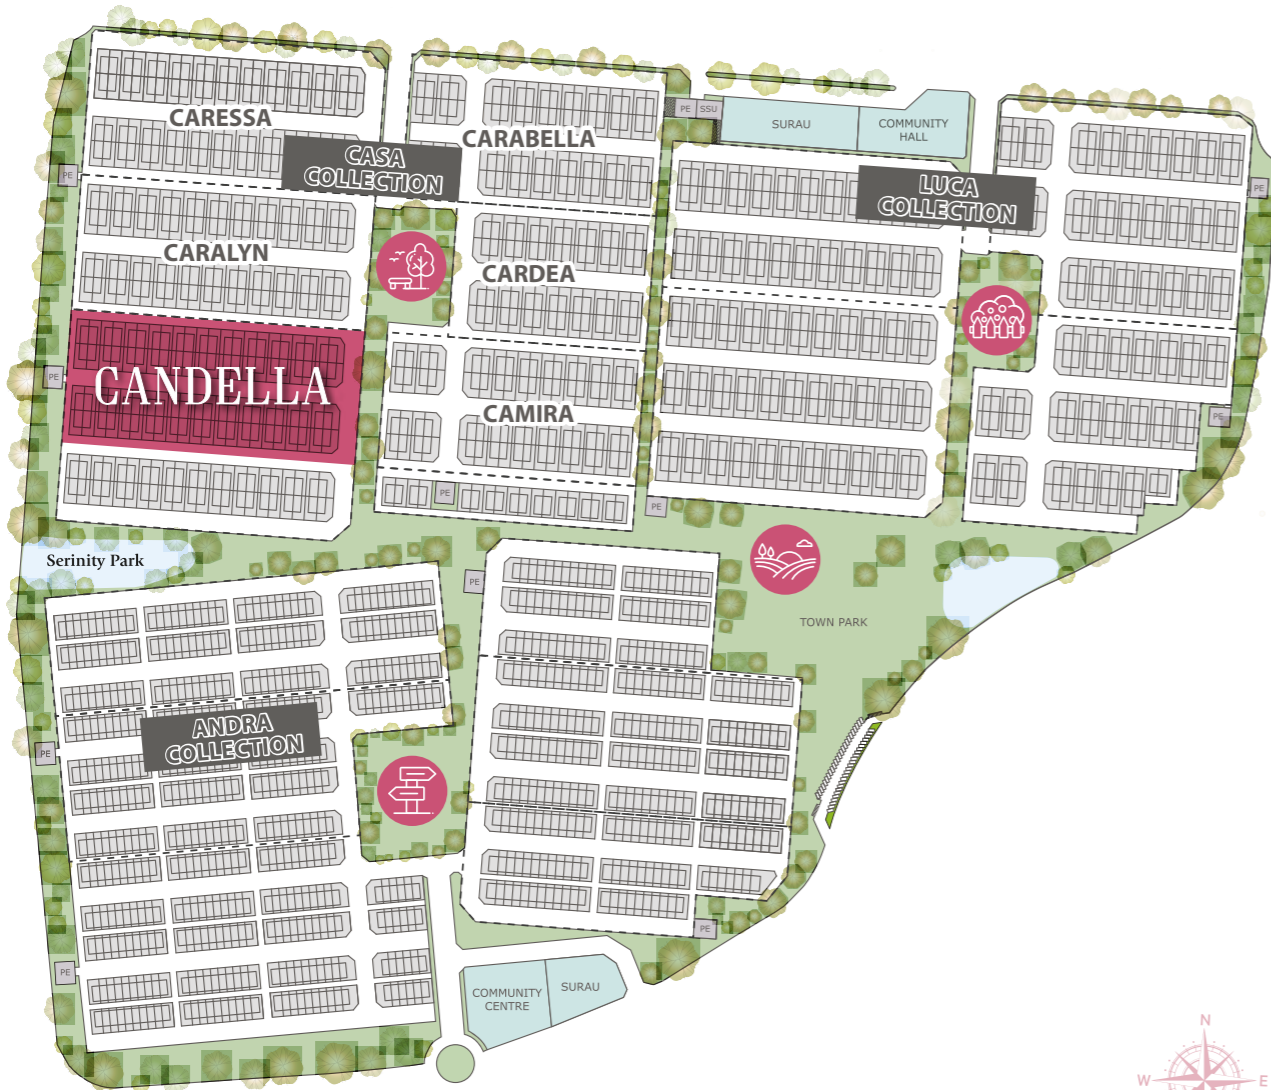 CARESSA
CARABELLA
CASA
COLLECTION
PE
SSU
SURAU
COMMUNITY
HALL
LUCA
COLLECTION
PE
PE
CARALYN
CARDEA
CANDELLA
PE
CAMIRA
PE
PE
PE
Serinity Park
PE
TOWN PARK
ANDRA
COLLECTION
PE
PE
PE
COMMUNITY
CENTRE
SURAU
N
W
E